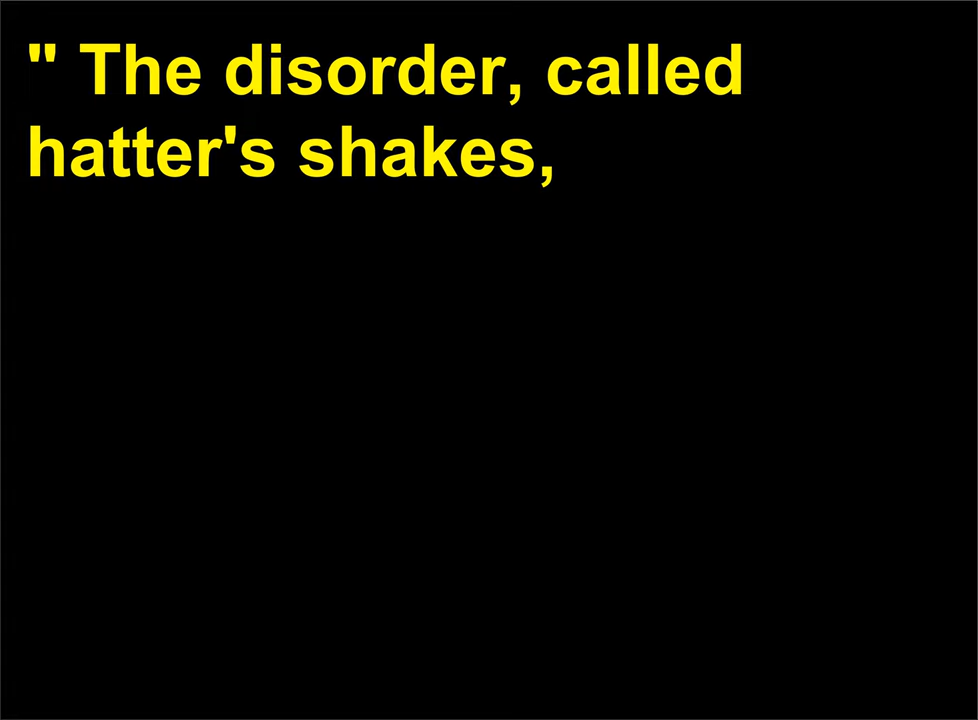 " The disorder, called
hatter's shakes,